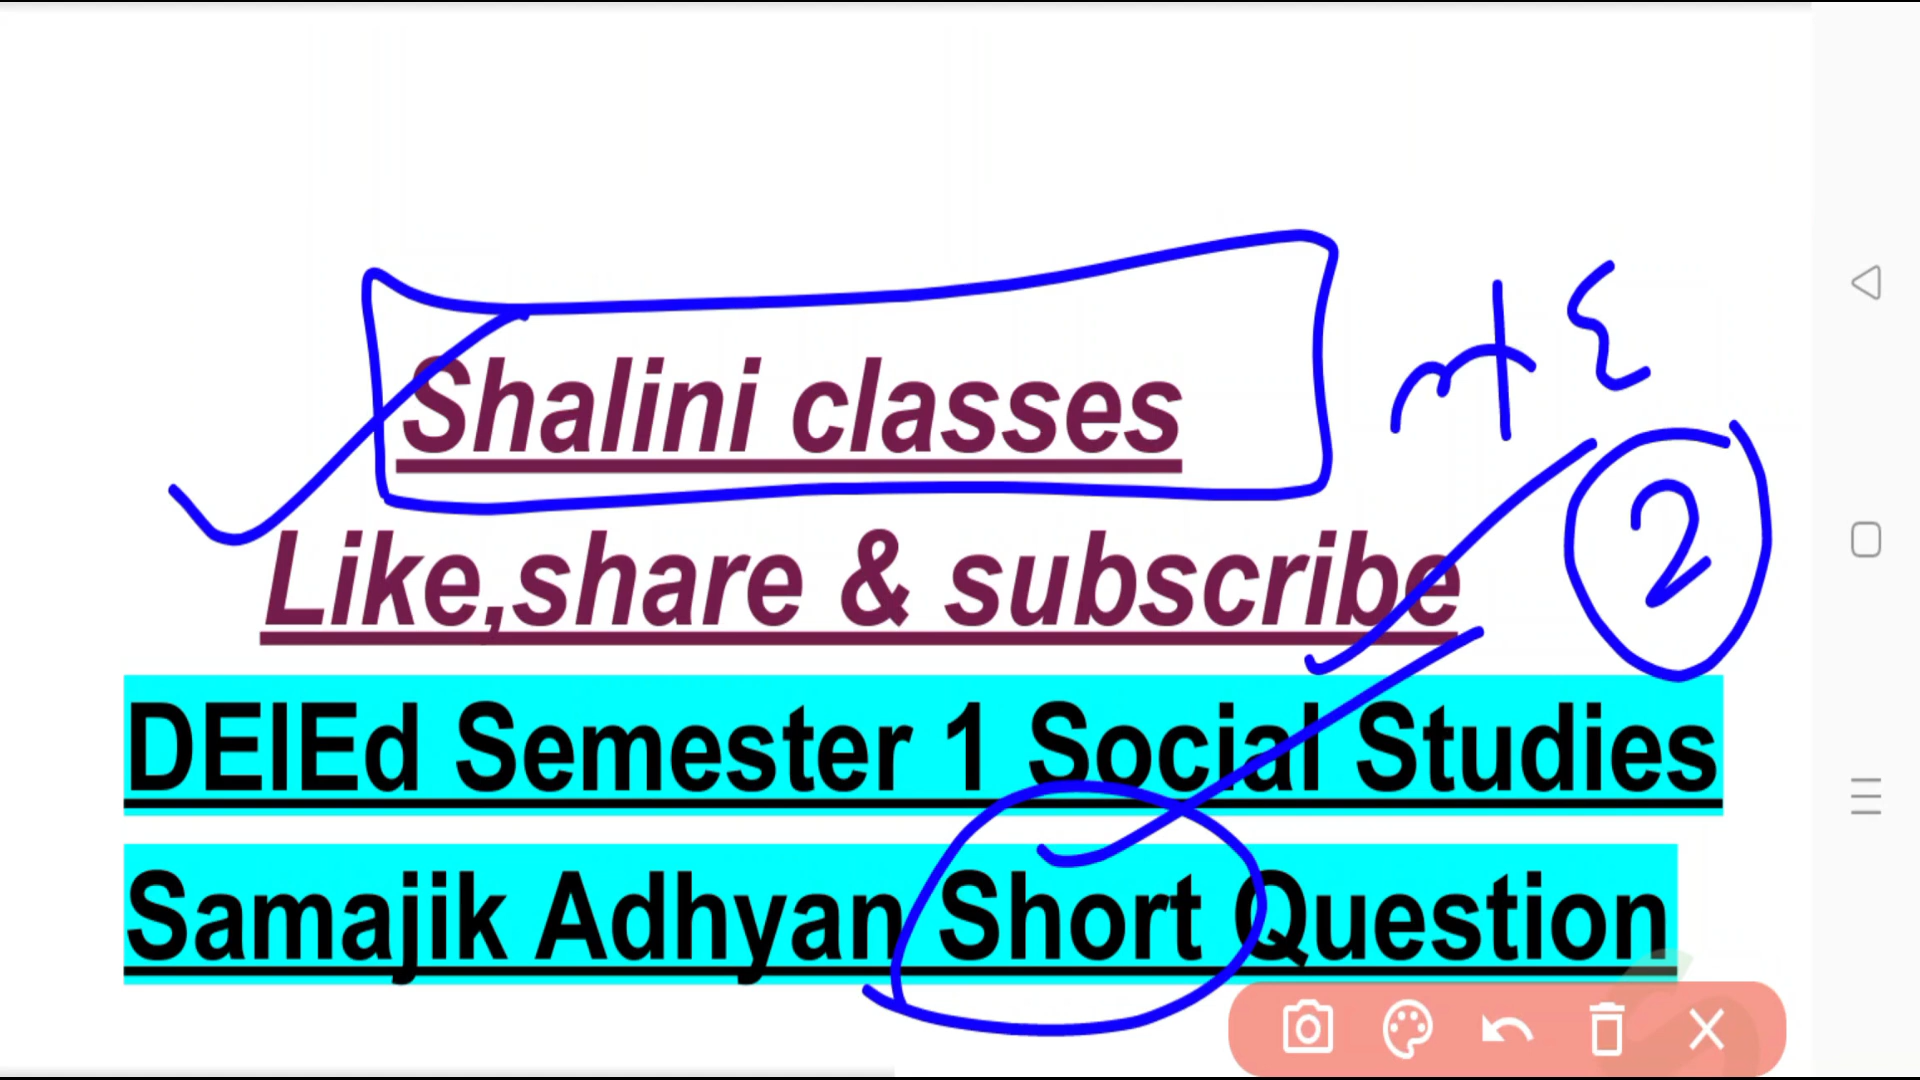 Shalini classes
Like,share & subscribe
2
DElEd Semester 1 Social Studies
Samajik Adhyan Short Question